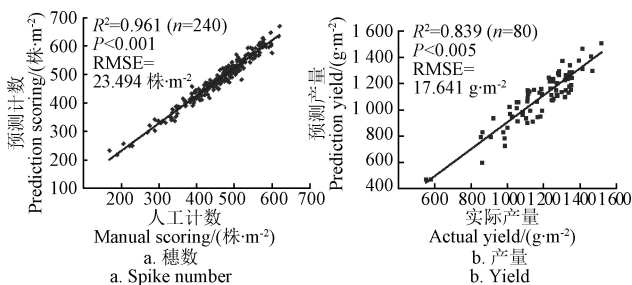 预测计数
Prediction scoring/(株·m-2)
700
600
500
400
300
200
100
R2=0.961 (n=240)
P<0.001
RMSE=
23.494 株·m-2
200 300 400 500 600 700
人工计数
Manual scoring/(株·m-2)
a. 穗数
a. Spike number
预测产量
Prediction yield/(g·m-2)
1 600
1 400
1 200
1 000
800
600
400
R2=0.839 (n=80)
P<0.005
RMSE=
17.641 g·m-2
600 800 1 000 1 200 1 400 1 600
实际产量
Actual yield/(g·m-2)
b. 产量
b. Yield